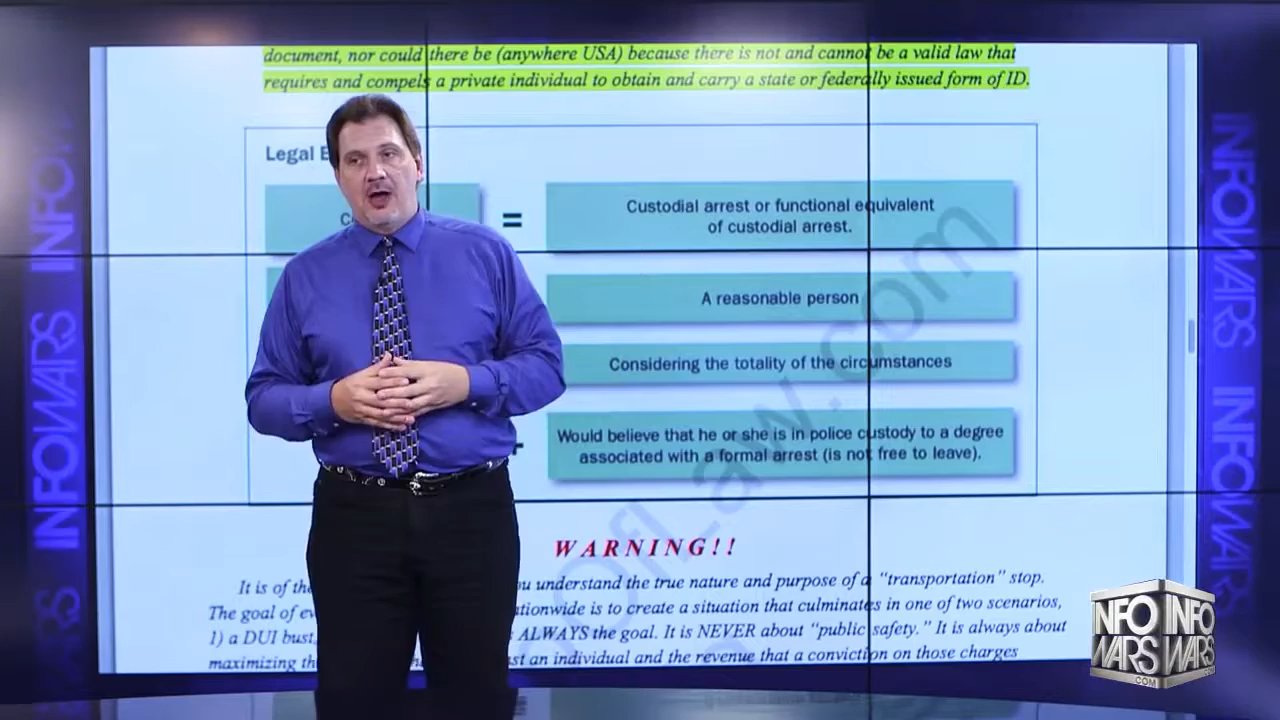 document, nor could there be (anywhere USA) because there is not and cannot be a valid law that
requires and compels a private individual to obtain and carry a state or federally issued form of ID.
Legal
=
Custodial arrest or functional equivalent
of custodial arrest.
A reasonable person
Considering the totality of the circumstances
Would believe that he or she is in police custody to a degree
associated with a formal arrest (is not free to leave).
WARNING!!
It is of the understand the true nature and purpose of a “transportation” stop.
The goal of is to create a situation that culminates in one of two scenarios,
1) a DUI bust, ALWAYS the goal. It is NEVER about “public safety.” It is always about
maximizing an individual and the revenue that a conviction on those charges
INFOWARS
INFOWARS
INFOWARS
INFOWARS
INFO
WARS
.COM
INFO
WARS